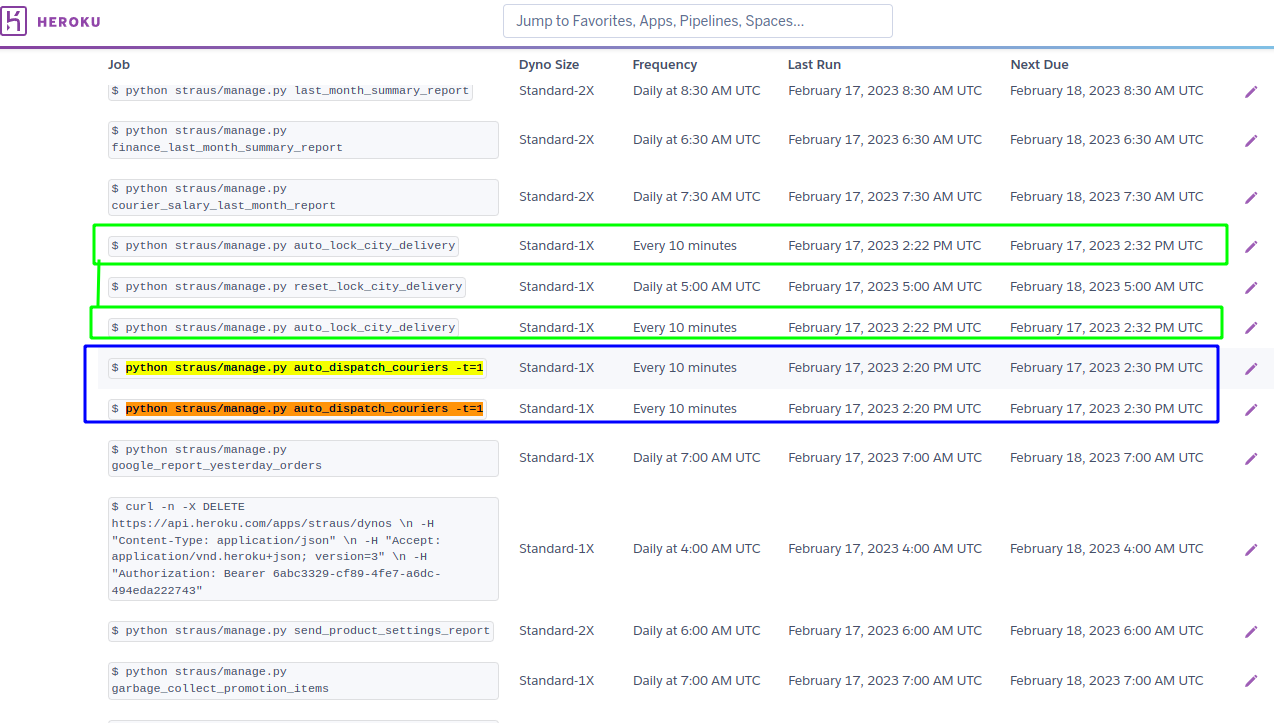 HEROKU
Jump to Favorites, Apps, Pipelines, Spaces...
Job Dyno Size Frequency Last Run Next Due
$ python straus/manage.py last_month_summary_report Standard-2X Daily at 8:30 AM UTC February 17, 2023 8:30 AM UTC February 18, 2023 8:30 AM UTC
$ python straus/manage.py
finance_last_month_summary_report Standard-2X Daily at 6:30 AM UTC February 17, 2023 6:30 AM UTC February 18, 2023 6:30 AM UTC
$ python straus/manage.py
courier_salary_last_month_report Standard-2X Daily at 7:30 AM UTC February 17, 2023 7:30 AM UTC February 18, 2023 7:30 AM UTC
$ python straus/manage.py auto_lock_city_delivery Standard-1X Every 10 minutes February 17, 2023 2:22 PM UTC February 17, 2023 2:32 PM UTC
$ python straus/manage.py reset_lock_city_delivery Standard-1X Daily at 5:00 AM UTC February 17, 2023 5:00 AM UTC February 18, 2023 5:00 AM UTC
$ python straus/manage.py auto_lock_city_delivery Standard-1X Every 10 minutes February 17, 2023 2:22 PM UTC February 17, 2023 2:32 PM UTC
$ python straus/manage.py auto_dispatch_couriers -t=1 Standard-1X Every 10 minutes February 17, 2023 2:20 PM UTC February 17, 2023 2:30 PM UTC
$ python straus/manage.py auto_dispatch_couriers -t=1 Standard-1X Every 10 minutes February 17, 2023 2:20 PM UTC February 17, 2023 2:30 PM UTC
$ python straus/manage.py
google_report_yesterday_orders Standard-1X Daily at 7:00 AM UTC February 17, 2023 7:00 AM UTC February 18, 2023 7:00 AM UTC
$ curl -n -X DELETE
https://api.heroku.com/apps/straus/dynos \n -H
"Content-Type: application/json" \n -H "Accept:
application/vnd.heroku+json; version=3" \n -H
"Authorization: Bearer 6abc3329-cf89-4fe7-a6dc-
494eda222743" Standard-1X Daily at 4:00 AM UTC February 17, 2023 4:00 AM UTC February 18, 2023 4:00 AM UTC
$ python straus/manage.py send_product_settings_report Standard-2X Daily at 6:00 AM UTC February 17, 2023 6:00 AM UTC February 18, 2023 6:00 AM UTC
$ python straus/manage.py
garbage_collect_promotion_items Standard-1X Daily at 7:00 AM UTC February 17, 2023 7:00 AM UTC February 18, 2023 7:00 AM UTC